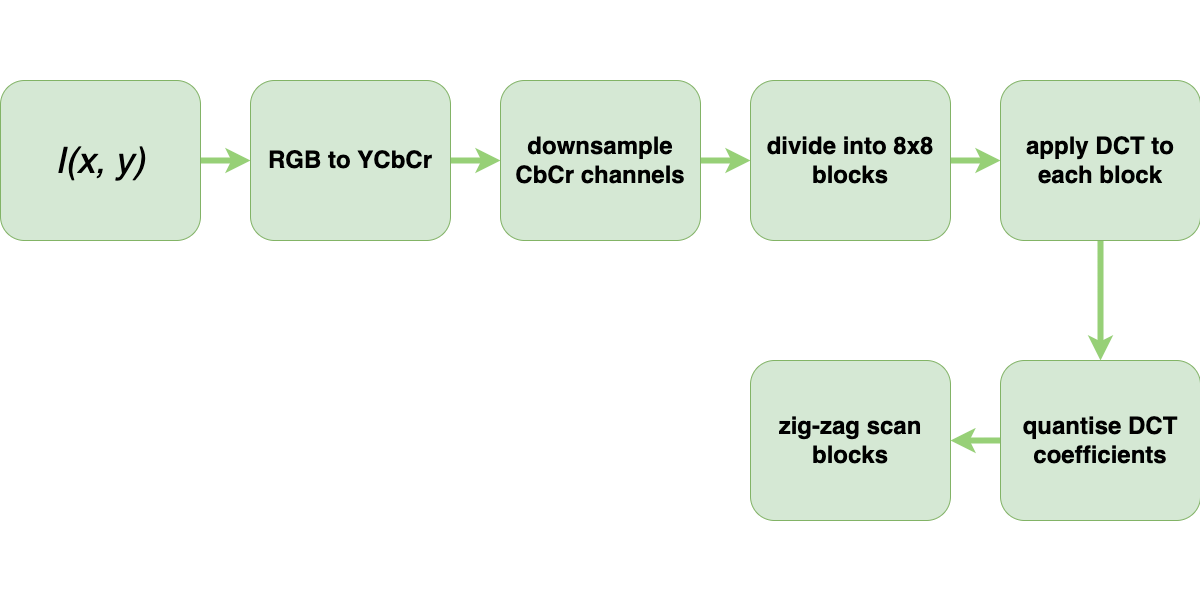 I(x, y)
RGB to YCbCr
downsample
CbCr channels
divide into 8x8
blocks
apply DCT to
each block
quantise DCT
coefficients
zig-zag scan
blocks